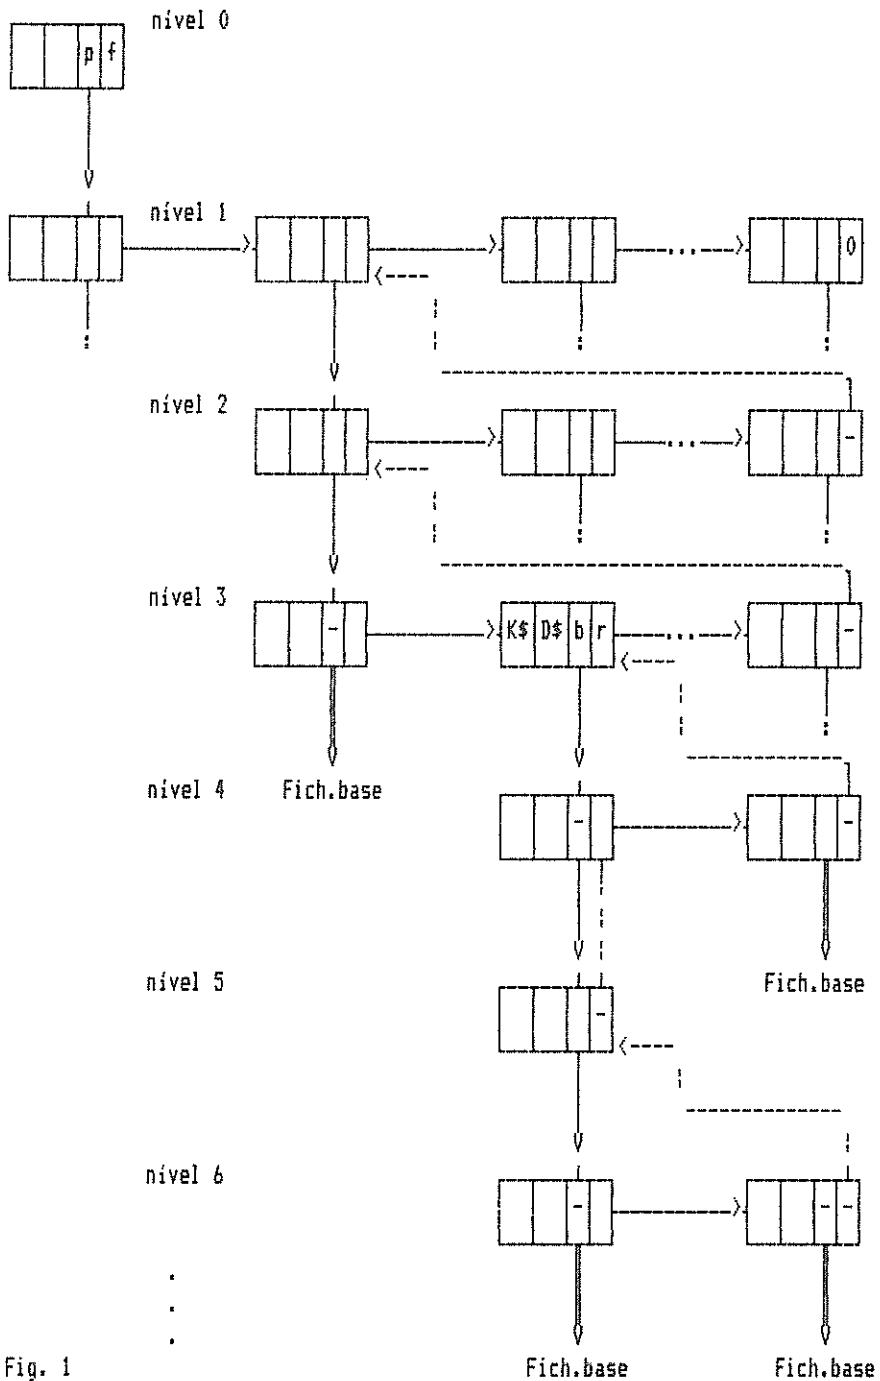 nível 0
p f
nível 1
0
nível 2
-
nível 3
- K$ D$ b r -
nível 4 Fich.base
- -
nível 5 Fich.base
-
nível 6
- - -
Fig. 1 Fich.base Fich.base